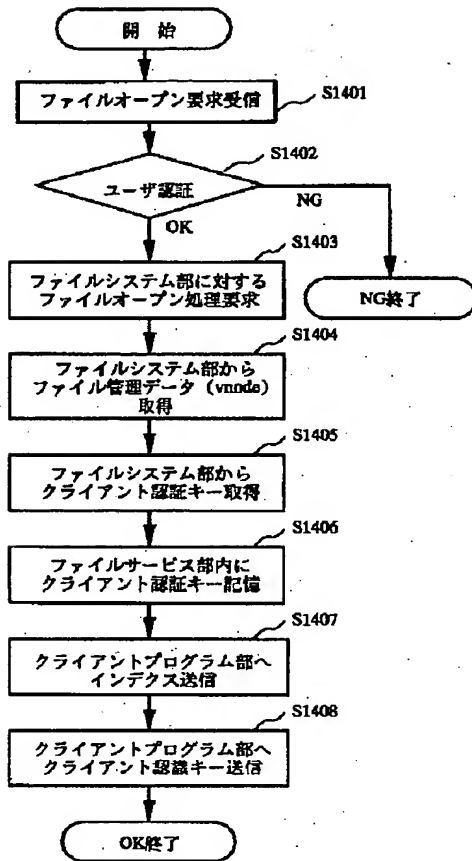 開 始
ファイルオープン要求受信
S1401
S1402
ユーザ認証
NG
OK
S1403
ファイルシステム部に対する
ファイルオープン処理要求
NG終了
S1404
ファイルシステム部から
ファイル管理データ (vnode)
取得
S1405
ファイルシステム部から
クライアント認証キー取得
S1406
ファイルサービス部内に
クライアント認証キー記憶
S1407
クライアントプログラム部へ
インデクス送信
S1408
クライアントプログラム部へ
クライアント認識キー送信
OK終了